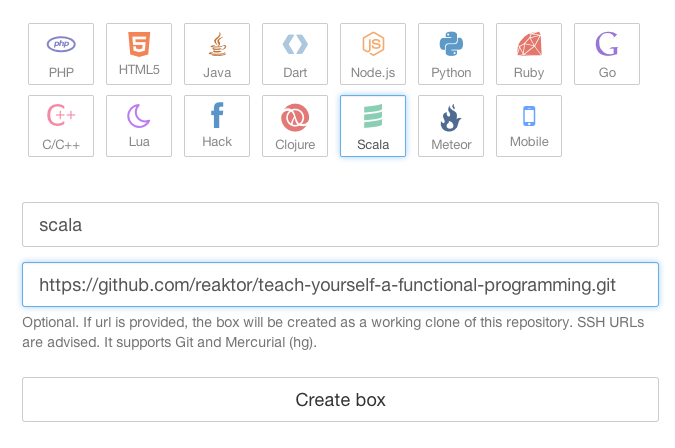 php
PHP
5
HTML5
Java
Dart
JS
Node.js
Python
Ruby
G
Go
C++
C/C++
Lua
f
Hack
Clojure
Scala
Meteor
Mobile
scala
https://github.com/reaktor/teach-yourself-a-functional-programming.git
Optional. If url is provided, the box will be created as a working clone of this repository. SSH URLs
are advised. It supports Git and Mercurial (hg).
Create box